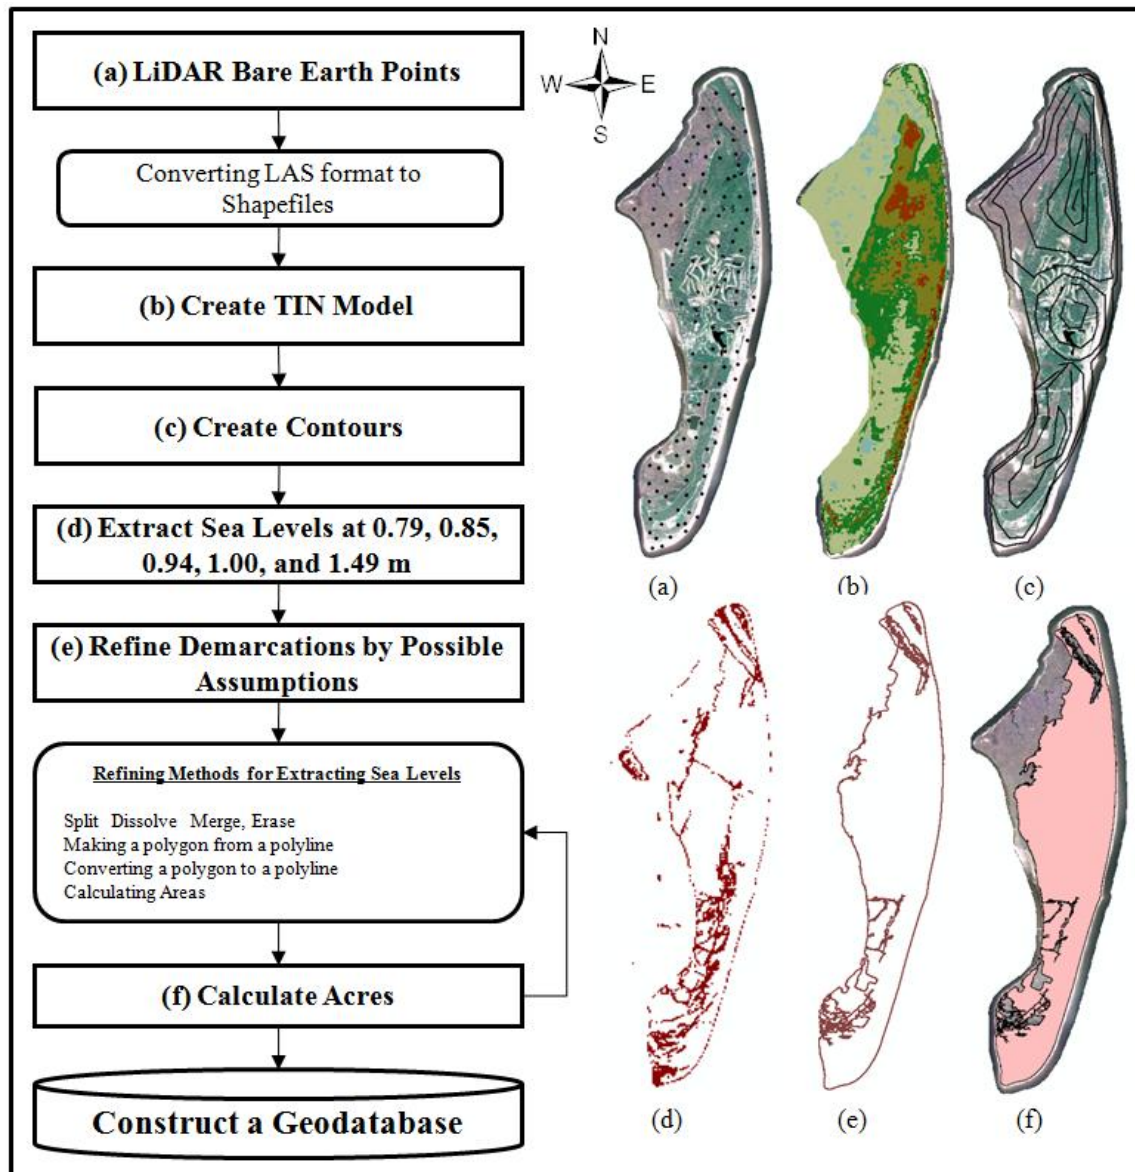 (a) LiDAR Bare Earth Points
Converting LAS format to
Shapefiles
(b) Create TIN Model
(c) Create Contours
(d) Extract Sea Levels at 0.79, 0.85,
0.94, 1.00, and 1.49 m
(e) Refine Demarcations by Possible
Assumptions
Refining Methods for Extracting Sea Levels
Split Dissolve Merge, Erase
Making a polygon from a polyline
Converting a polygon to a polyline
Calculating Areas
(f) Calculate Acres
Construct a Geodatabase
N
W E
S
(a) (b) (c)
(d) (e) (f)